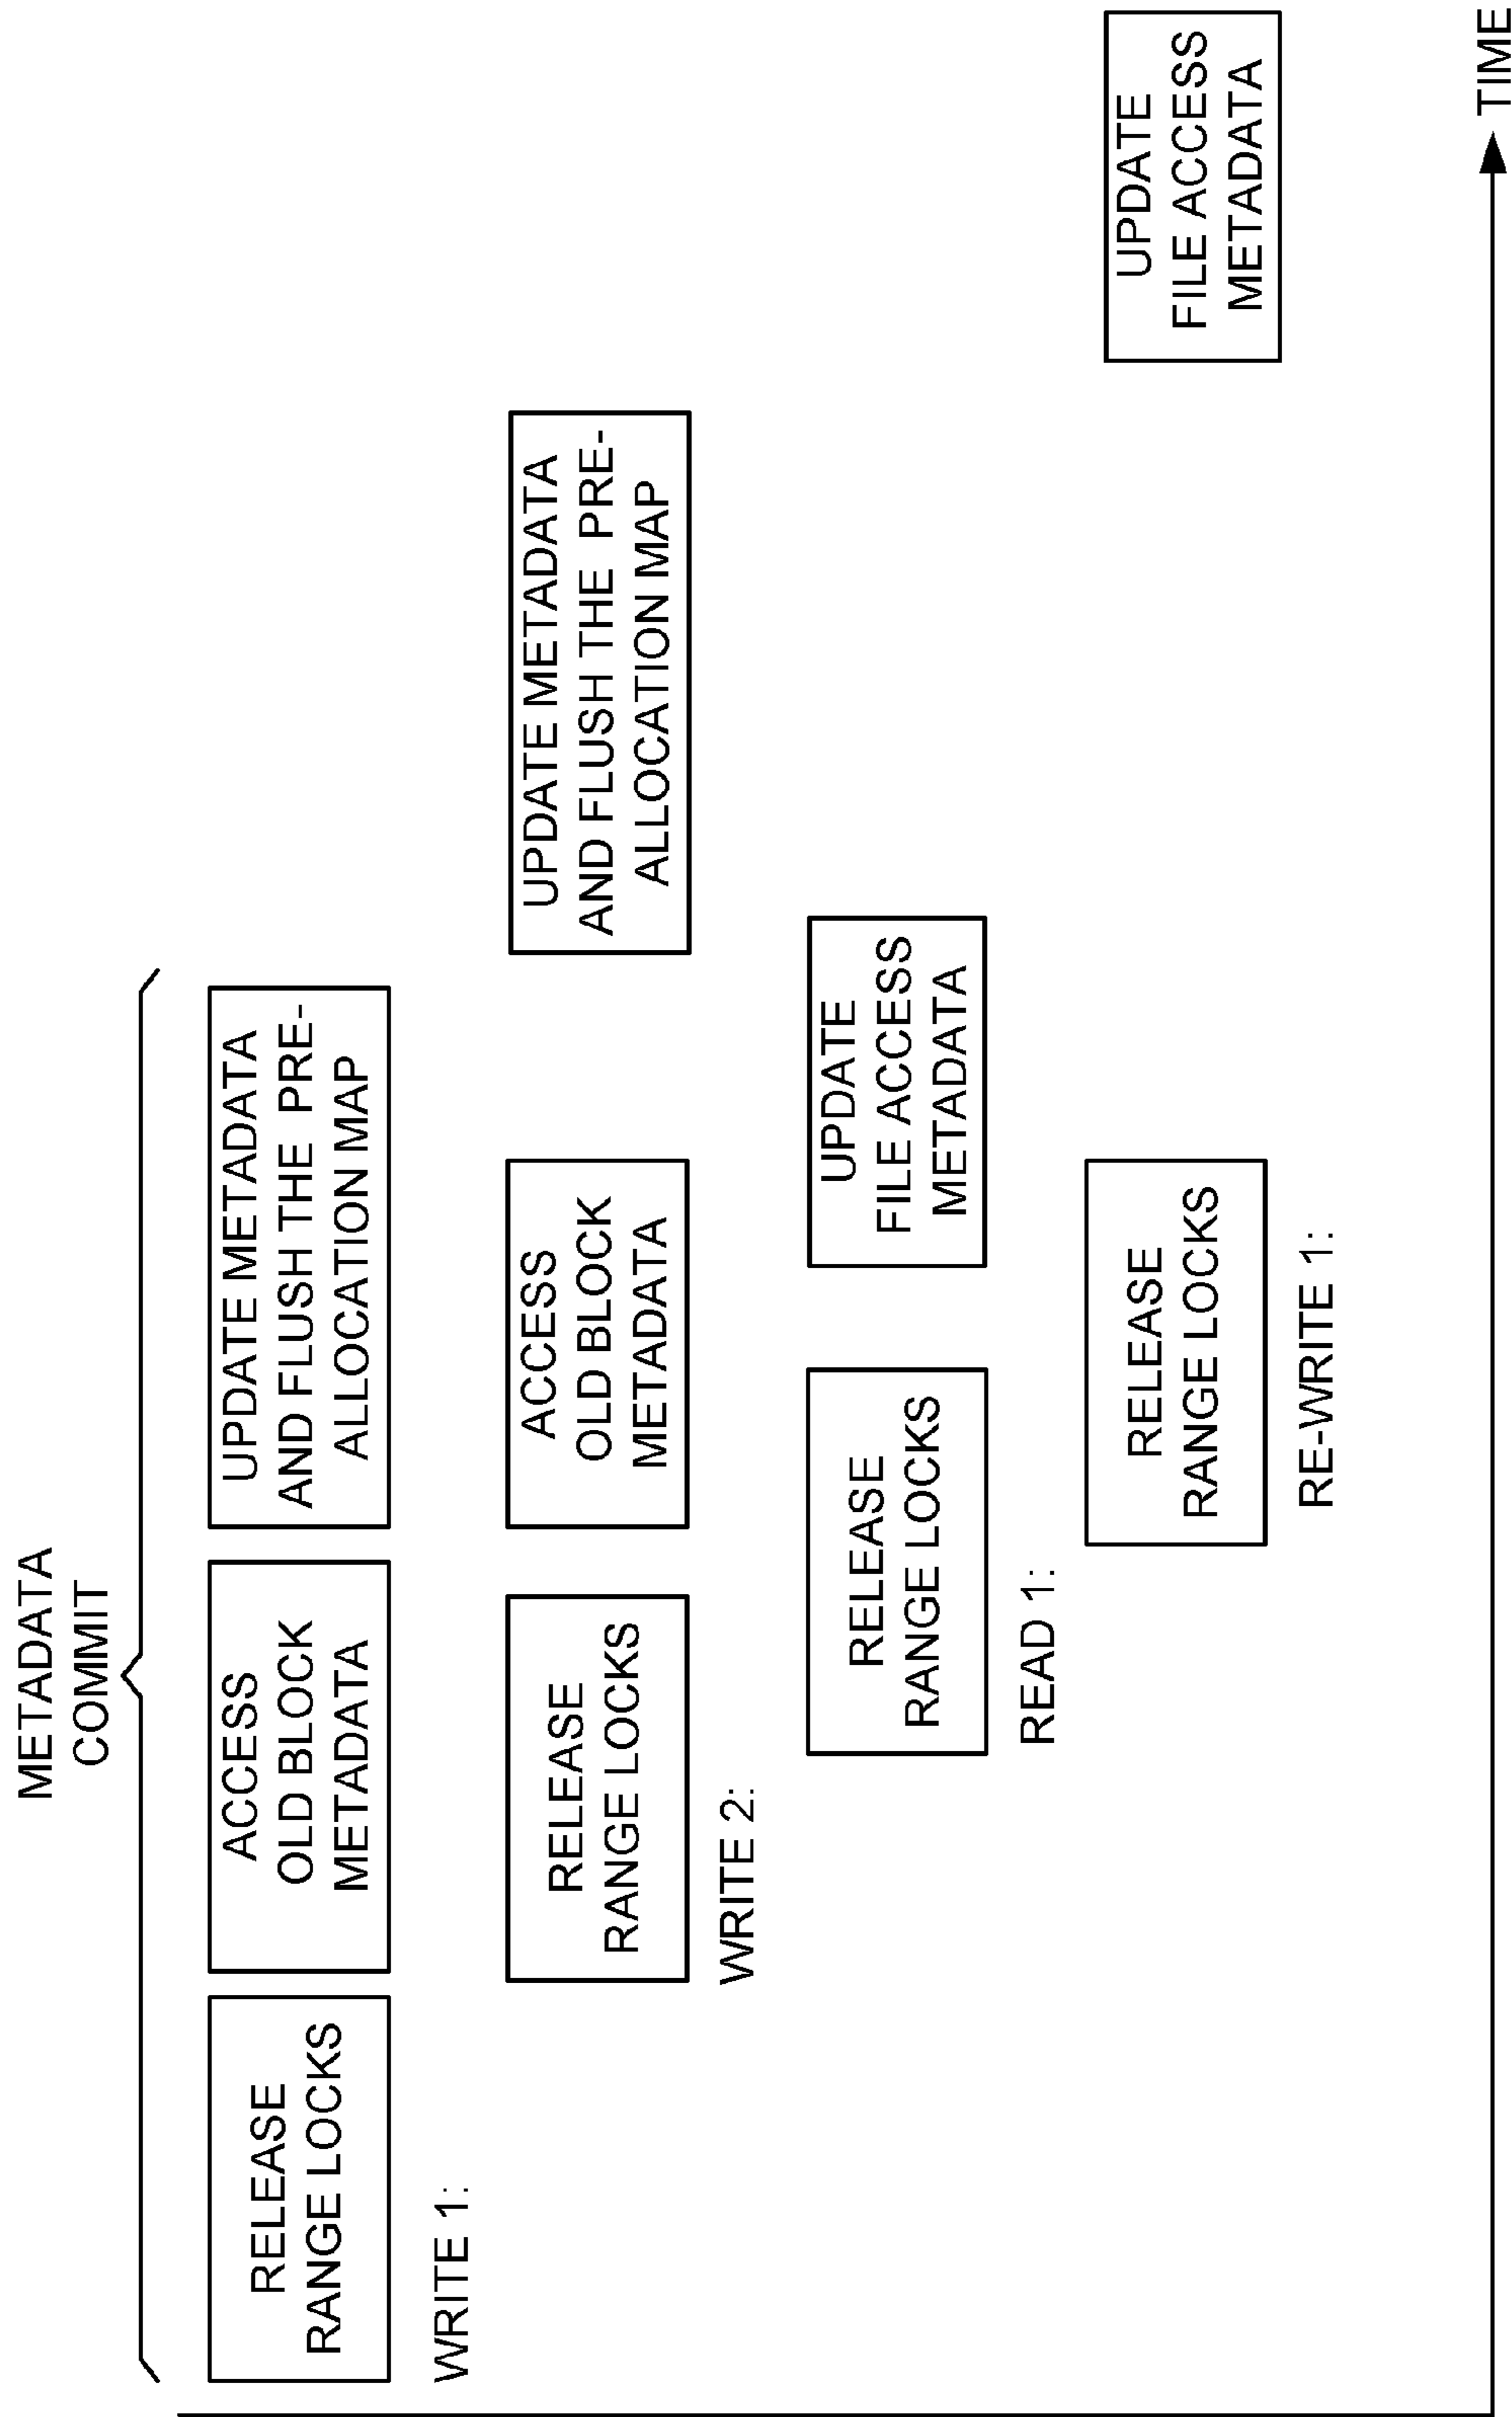 METADATA
COMMIT
RELEASE
RANGE LOCKS
ACCESS
OLD BLOCK
METADATA
UPDATE METADATA
AND FLUSH THE PRE-
ALLOCATION MAP
WRITE 1:
RELEASE
RANGE LOCKS
ACCESS
OLD BLOCK
METADATA
UPDATE METADATA
AND FLUSH THE PRE-
ALLOCATION MAP
WRITE 2:
RELEASE
RANGE LOCKS
UPDATE
FILE ACCESS
METADATA
READ 1:
RELEASE
RANGE LOCKS
UPDATE
FILE ACCESS
METADATA
RE-WRITE 1:
TIME